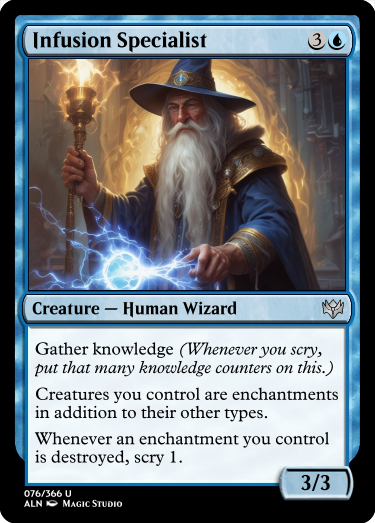 Infusion Specialist 3
Creature — Human Wizard
Gather knowledge (Whenever you scry,
put that many knowledge counters on this.)
Creatures you control are enchantments
in addition to their other types.
Whenever an enchantment you control
is destroyed, scry 1.
3/3
076/366 U
ALN Magic Studio